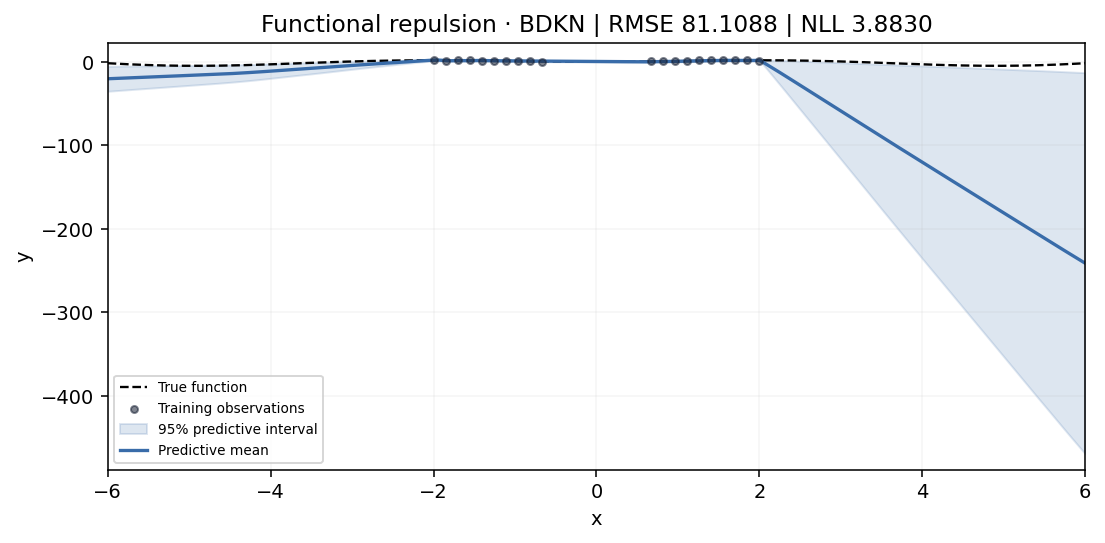 Functional repulsion · BDKN | RMSE 81.1088 | NLL 3.8830
y
0
−100
−200
−300
−400
True function
Training observations
95% predictive interval
Predictive mean
−6 −4 −2 0 2 4 6
x